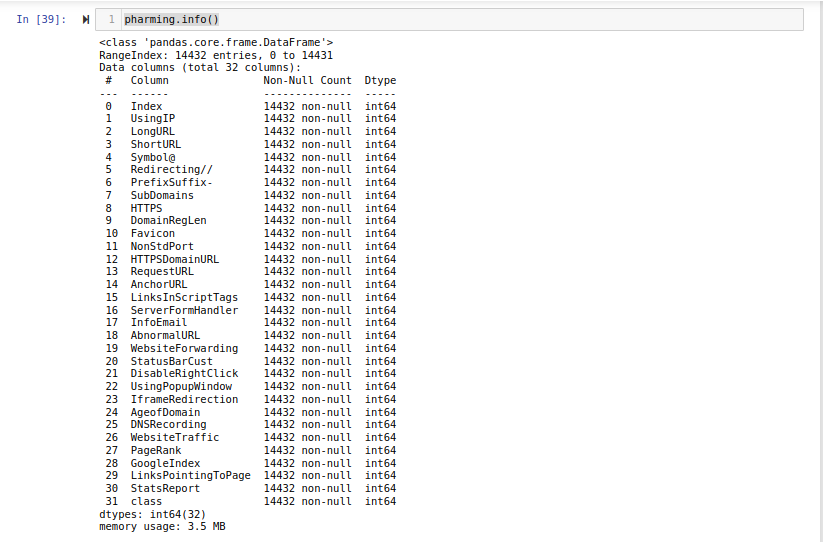 In [39]: 1 pharming.info()
<class 'pandas.core.frame.DataFrame'>
RangeIndex: 14432 entries, 0 to 14431
Data columns (total 32 columns):
 #   Column               Non-Null Count  Dtype
---  ------               --------------  -----
 0   Index                14432 non-null  int64
 1   UsingIP              14432 non-null  int64
 2   LongURL              14432 non-null  int64
 3   ShortURL             14432 non-null  int64
 4   Symbol@              14432 non-null  int64
 5   Redirecting//        14432 non-null  int64
 6   PrefixSuffix-        14432 non-null  int64
 7   SubDomains           14432 non-null  int64
 8   HTTPS                14432 non-null  int64
 9   DomainRegLen         14432 non-null  int64
 10  Favicon              14432 non-null  int64
 11  NonStdPort           14432 non-null  int64
 12  HTTPSDomainURL       14432 non-null  int64
 13  RequestURL           14432 non-null  int64
 14  AnchorURL            14432 non-null  int64
 15  LinksInScriptTags    14432 non-null  int64
 16  ServerFormHandler    14432 non-null  int64
 17  InfoEmail            14432 non-null  int64
 18  AbnormalURL          14432 non-null  int64
 19  WebsiteForwarding    14432 non-null  int64
 20  StatusBarCust        14432 non-null  int64
 21  DisableRightClick    14432 non-null  int64
 22  UsingPopupWindow     14432 non-null  int64
 23  IframeRedirection    14432 non-null  int64
 24  AgeofDomain          14432 non-null  int64
 25  DNSRecording         14432 non-null  int64
 26  WebsiteTraffic       14432 non-null  int64
 27  PageRank             14432 non-null  int64
 28  GoogleIndex          14432 non-null  int64
 29  LinksPointingToPage  14432 non-null  int64
 30  StatsReport          14432 non-null  int64
 31  class                14432 non-null  int64
dtypes: int64(32)
memory usage: 3.5 MB